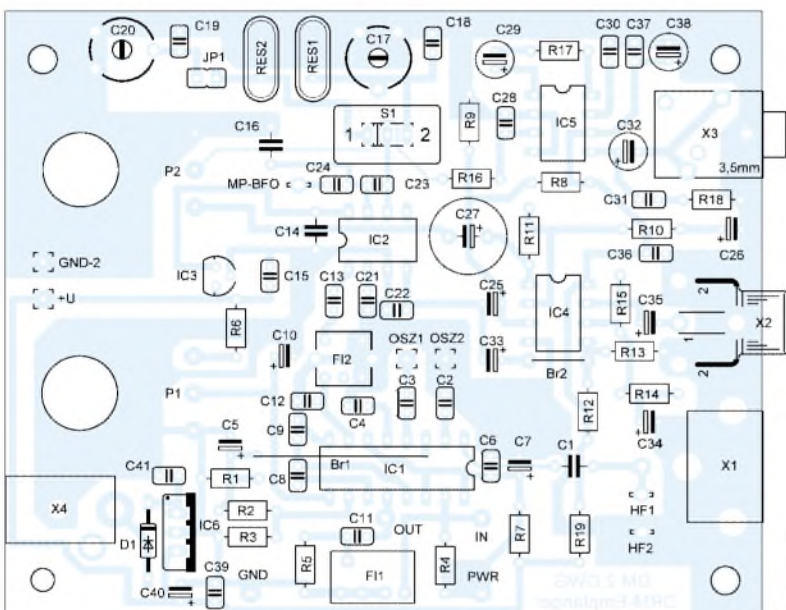 C20
C19
RES2
RES1
C17
C18
C29
R17
C30
C37
C38
JP1
S1
1
2
C16
R9
C28
IC5
C32
X3
3,5mm
P2
C24
MP-BFO
C23
R16
R8
C31
R18
C14
IC2
C27
R11
R10
C36
C26
GND-2
+U
IC3
C15
C13
C21
C22
C25
IC4
R15
C35
2
X2
1
2
R6
C10
FI2
OSZ1
OSZ2
C33
Br2
R13
P1
C12
C4
C3
C2
R12
R14
C34
C9
C5
Br1
IC1
C6
C7
C1
X1
C41
R1
C8
X4
R2
R3
IC6
D1
C11
OUT
IN
R7
R19
HF1
HF2
R5
FI1
R4
PWR
GND
C39
C40
DM 2 CWG
DR14 Empfänger